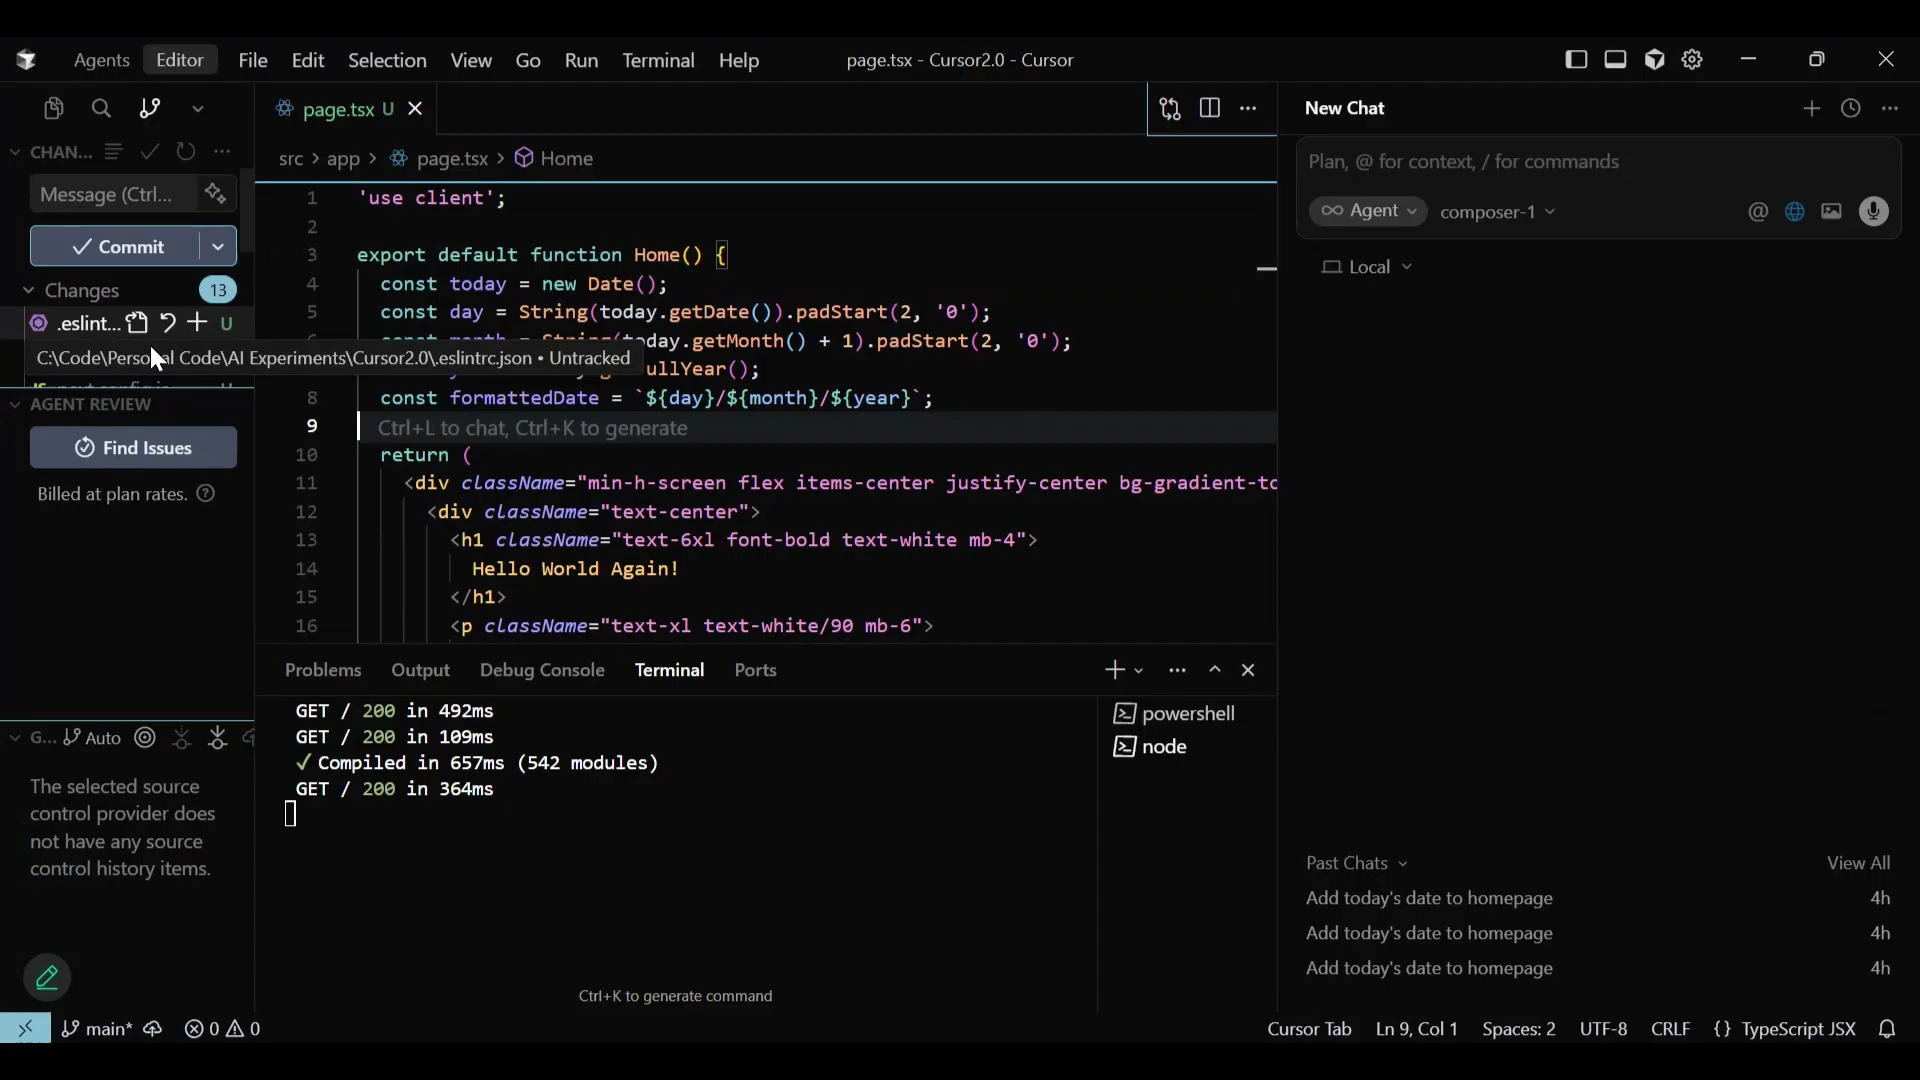 Agents Editor File Edit Selection View Go Run Terminal Help page.tsx - Cursor2.0 - Cursor
page.tsx U
src > app > page.tsx > Home
CHAN...
Message (Ctrl...
Commit
Changes 13
.eslint... U
C:\Code\Personal Code\AI Experiments\Cursor2.0\.eslintrc.json • Untracked
AGENT REVIEW
Find Issues
Billed at plan rates.
G... Auto
The selected source
control provider does
not have any source
control history items.
1 'use client';
2
3 export default function Home() {
4 const today = new Date();
5 const day = String(today.getDate()).padStart(2, '0');
today.getMonth() + 1).padStart(2, '0');
ullYear();
8 const formattedDate = `${day}/${month}/${year}`;
9 Ctrl+L to chat, Ctrl+K to generate
10 return (
11 <div className="min-h-screen flex items-center justify-center bg-gradient-to
12 <div className="text-center">
13 <h1 className="text-6xl font-bold text-white mb-4">
14 Hello World Again!
15 </h1>
16 <p className="text-xl text-white/90 mb-6">
Problems Output Debug Console Terminal Ports
GET / 200 in 492ms
GET / 200 in 109ms
✓ Compiled in 657ms (542 modules)
GET / 200 in 364ms
powershell
node
Ctrl+K to generate command
New Chat
Plan, @ for context, / for commands
Agent composer-1
Local
Past Chats View All
Add today's date to homepage 4h
Add today's date to homepage 4h
Add today's date to homepage 4h
main* 0 0 Cursor Tab Ln 9, Col 1 Spaces: 2 UTF-8 CRLF {} TypeScript JSX